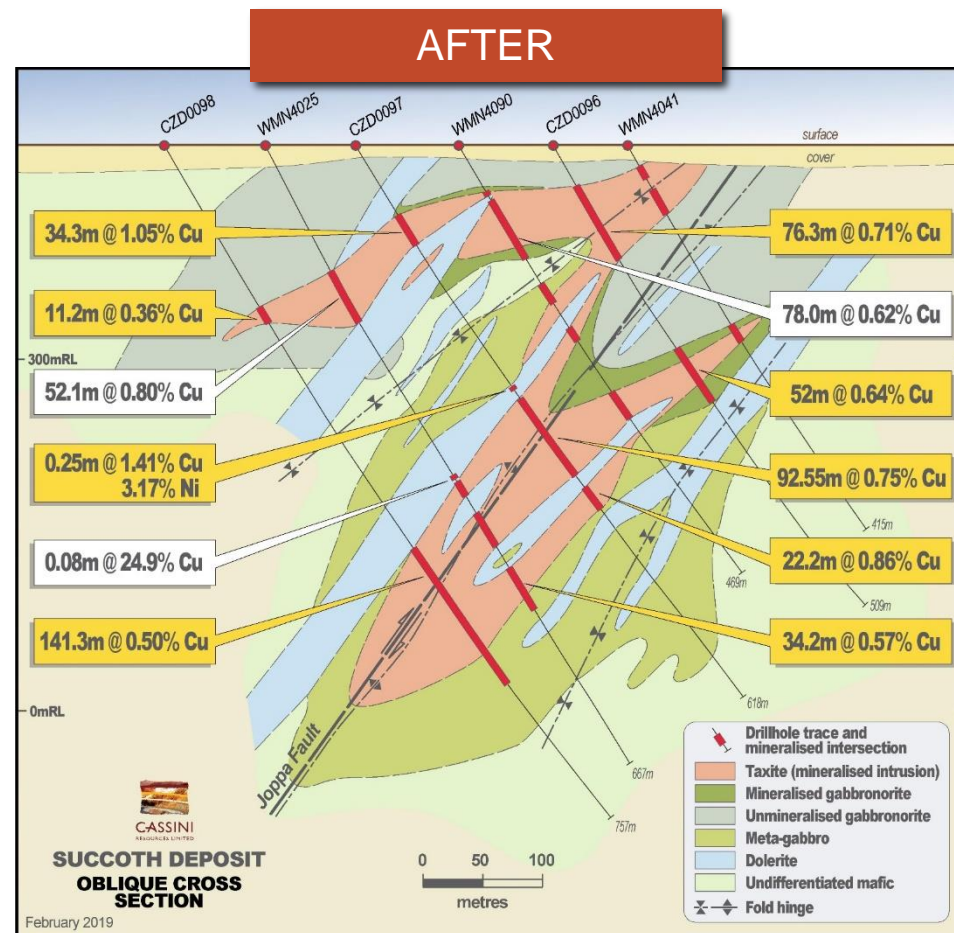 AFTER
CZD0098
WMN4025
CZD0097
WMN4090
CZD0096
WMN4041
surface
cover
34.3m @ 1.05% Cu
11.2m @ 0.36% Cu
300mRL
52.1m @ 0.80% Cu
0.25m @ 1.41% Cu
3.17% Ni
0.08m @ 24.9% Cu
141.3m @ 0.50% Cu
0mRL
76.3m @ 0.71% Cu
78.0m @ 0.62% Cu
52m @ 0.64% Cu
92.55m @ 0.75% Cu
415m
22.2m @ 0.86% Cu
469m
509m
34.2m @ 0.57% Cu
618m
667m
757m
Joppa Fault
CASSINI
RESOURCES LIMITED
SUCCOTH DEPOSIT
OBLIQUE CROSS
SECTION
February 2019
0 50 100
metres
Drillhole trace and
mineralised intersection
Taxite (mineralised intrusion)
Mineralised gabbronorite
Unmineralised gabbronorite
Meta-gabbro
Dolerite
Undifferentiated mafic
Fold hinge